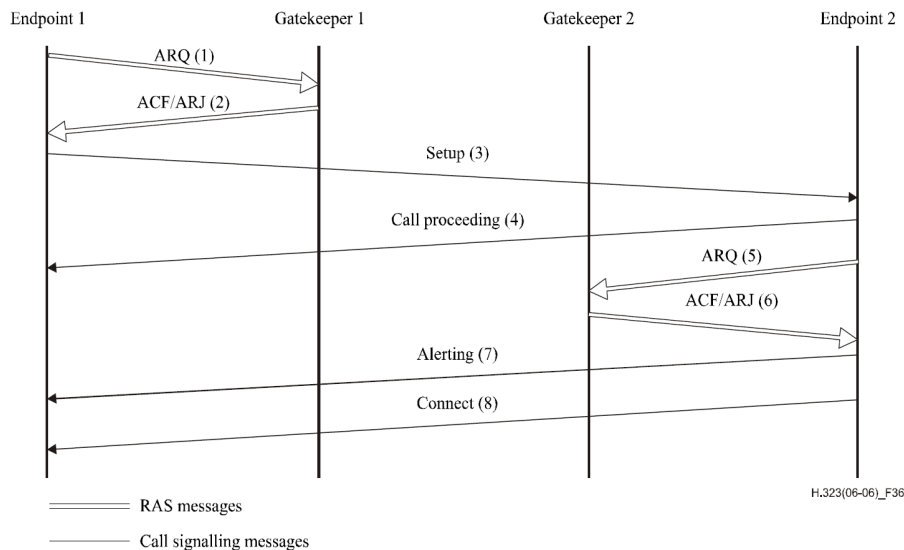 Endpoint 1
Gatekeeper 1
Gatekeeper 2
Endpoint 2
ARQ (1)
ACF/ARJ (2)
Setup (3)
Call proceeding (4)
ARQ (5)
ACF/ARJ (6)
Alerting (7)
Connect (8)
H.323(06-06)_F36
RAS messages
Call signalling messages